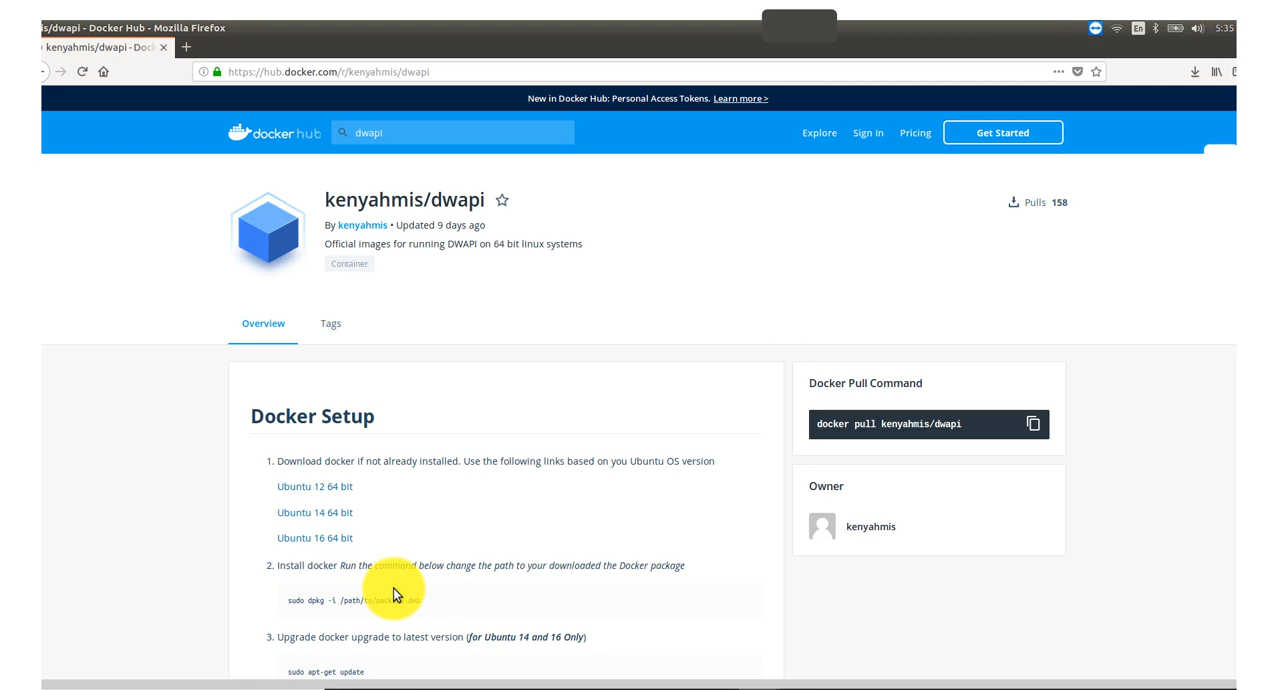 is/dwapi - Docker Hub - Mozilla Firefox
En
5:35
kenyahmis/dwapi - Dock
https://hub.docker.com/r/kenyahmis/dwapi
New in Docker Hub: Personal Access Tokens. Learn more >
docker hub
dwapi
Explore
Sign In
Pricing
Get Started
kenyahmis/dwapi
Pulls 158
By kenyahmis • Updated 9 days ago
Official images for running DWAPI on 64 bit linux systems
Container
Overview
Tags
Docker Setup
1. Download docker if not already installed. Use the following links based on you Ubuntu OS version
Ubuntu 12 64 bit
Ubuntu 14 64 bit
Ubuntu 16 64 bit
2. Install docker Run the command below change the path to your downloaded the Docker package
sudo dpkg -i /path/to/package.deb
3. Upgrade docker upgrade to latest version (for Ubuntu 14 and 16 Only)
sudo apt-get update
Docker Pull Command
docker pull kenyahmis/dwapi
Owner
kenyahmis